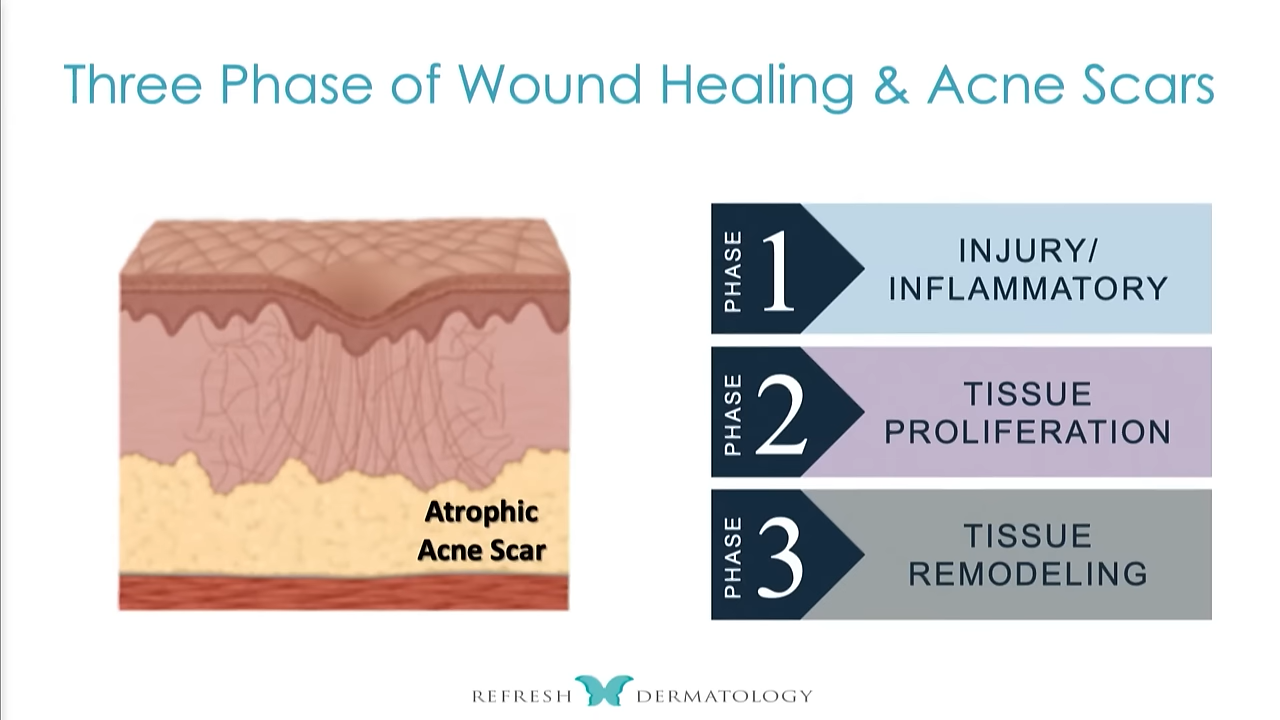 Three Phase of Wound Healing & Acne Scars
Atrophic
Acne Scar
PHASE 1
INJURY/
INFLAMMATORY
PHASE 2
TISSUE
PROLIFERATION
PHASE 3
TISSUE
REMODELING
REFRESH DERMATOLOGY